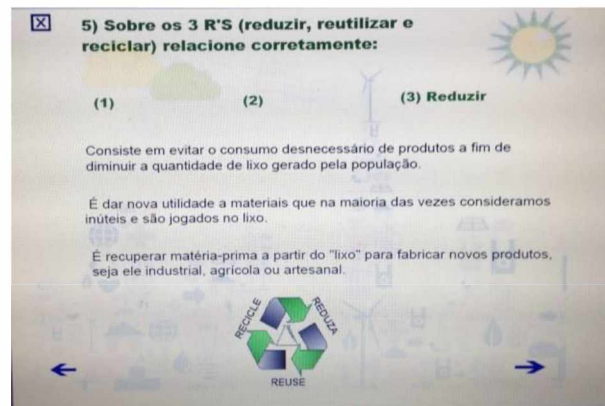 5) Sobre os 3 R'S (reduzir, reutilizar e
reciclar) relacione corretamente:
(1) (2) (3) Reduzir
Consiste em evitar o consumo desnecessário de produtos a fim de
diminuir a quantidade de lixo gerado pela população.
É dar nova utilidade a materiais que na maioria das vezes consideramos
inúteis e são jogados no lixo.
É recuperar matéria-prima a partir do "lixo" para fabricar novos produtos,
seja ele industrial, agrícola ou artesanal.
RECICLE
REDUZA
REUSE